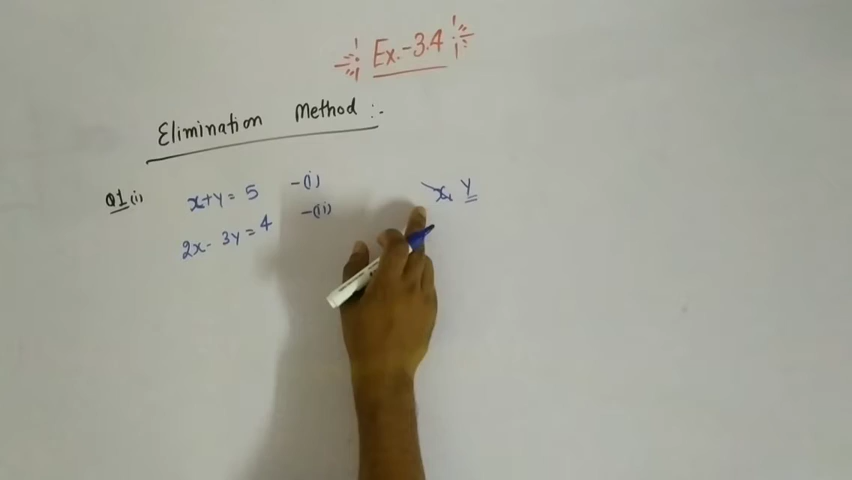 Ex.-3.4
Elimination Method :-
Q1(i) x+y = 5 -(i)
2x- 3y = 4 -(ii)
x, y